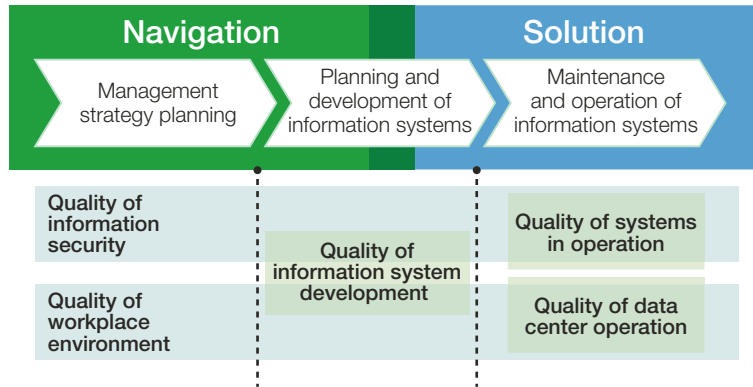 Navigation
Solution
Management
strategy planning
Planning and
development of
information systems
Maintenance
and operation of
information systems
Quality of
information
security
Quality of
workplace
environment
Quality of
information system
development
Quality of systems
in operation
Quality of data
center operation